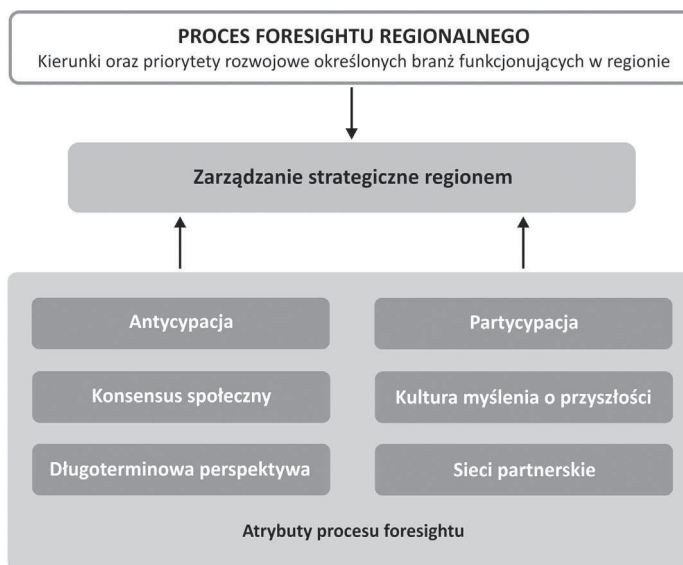 PROCES FORESIGHTU REGIONALNEGO
Kierunki oraz priorytety rozwojowe określonych branż funkcjonujących w regionie
Zarządzanie strategiczne regionem
Antycypacja
Partycypacja
Konsensus społeczny
Kultura myślenia o przyszłości
Długoterminowa perspektywa
Sieci partnerskie
Atrybuty procesu foresightu